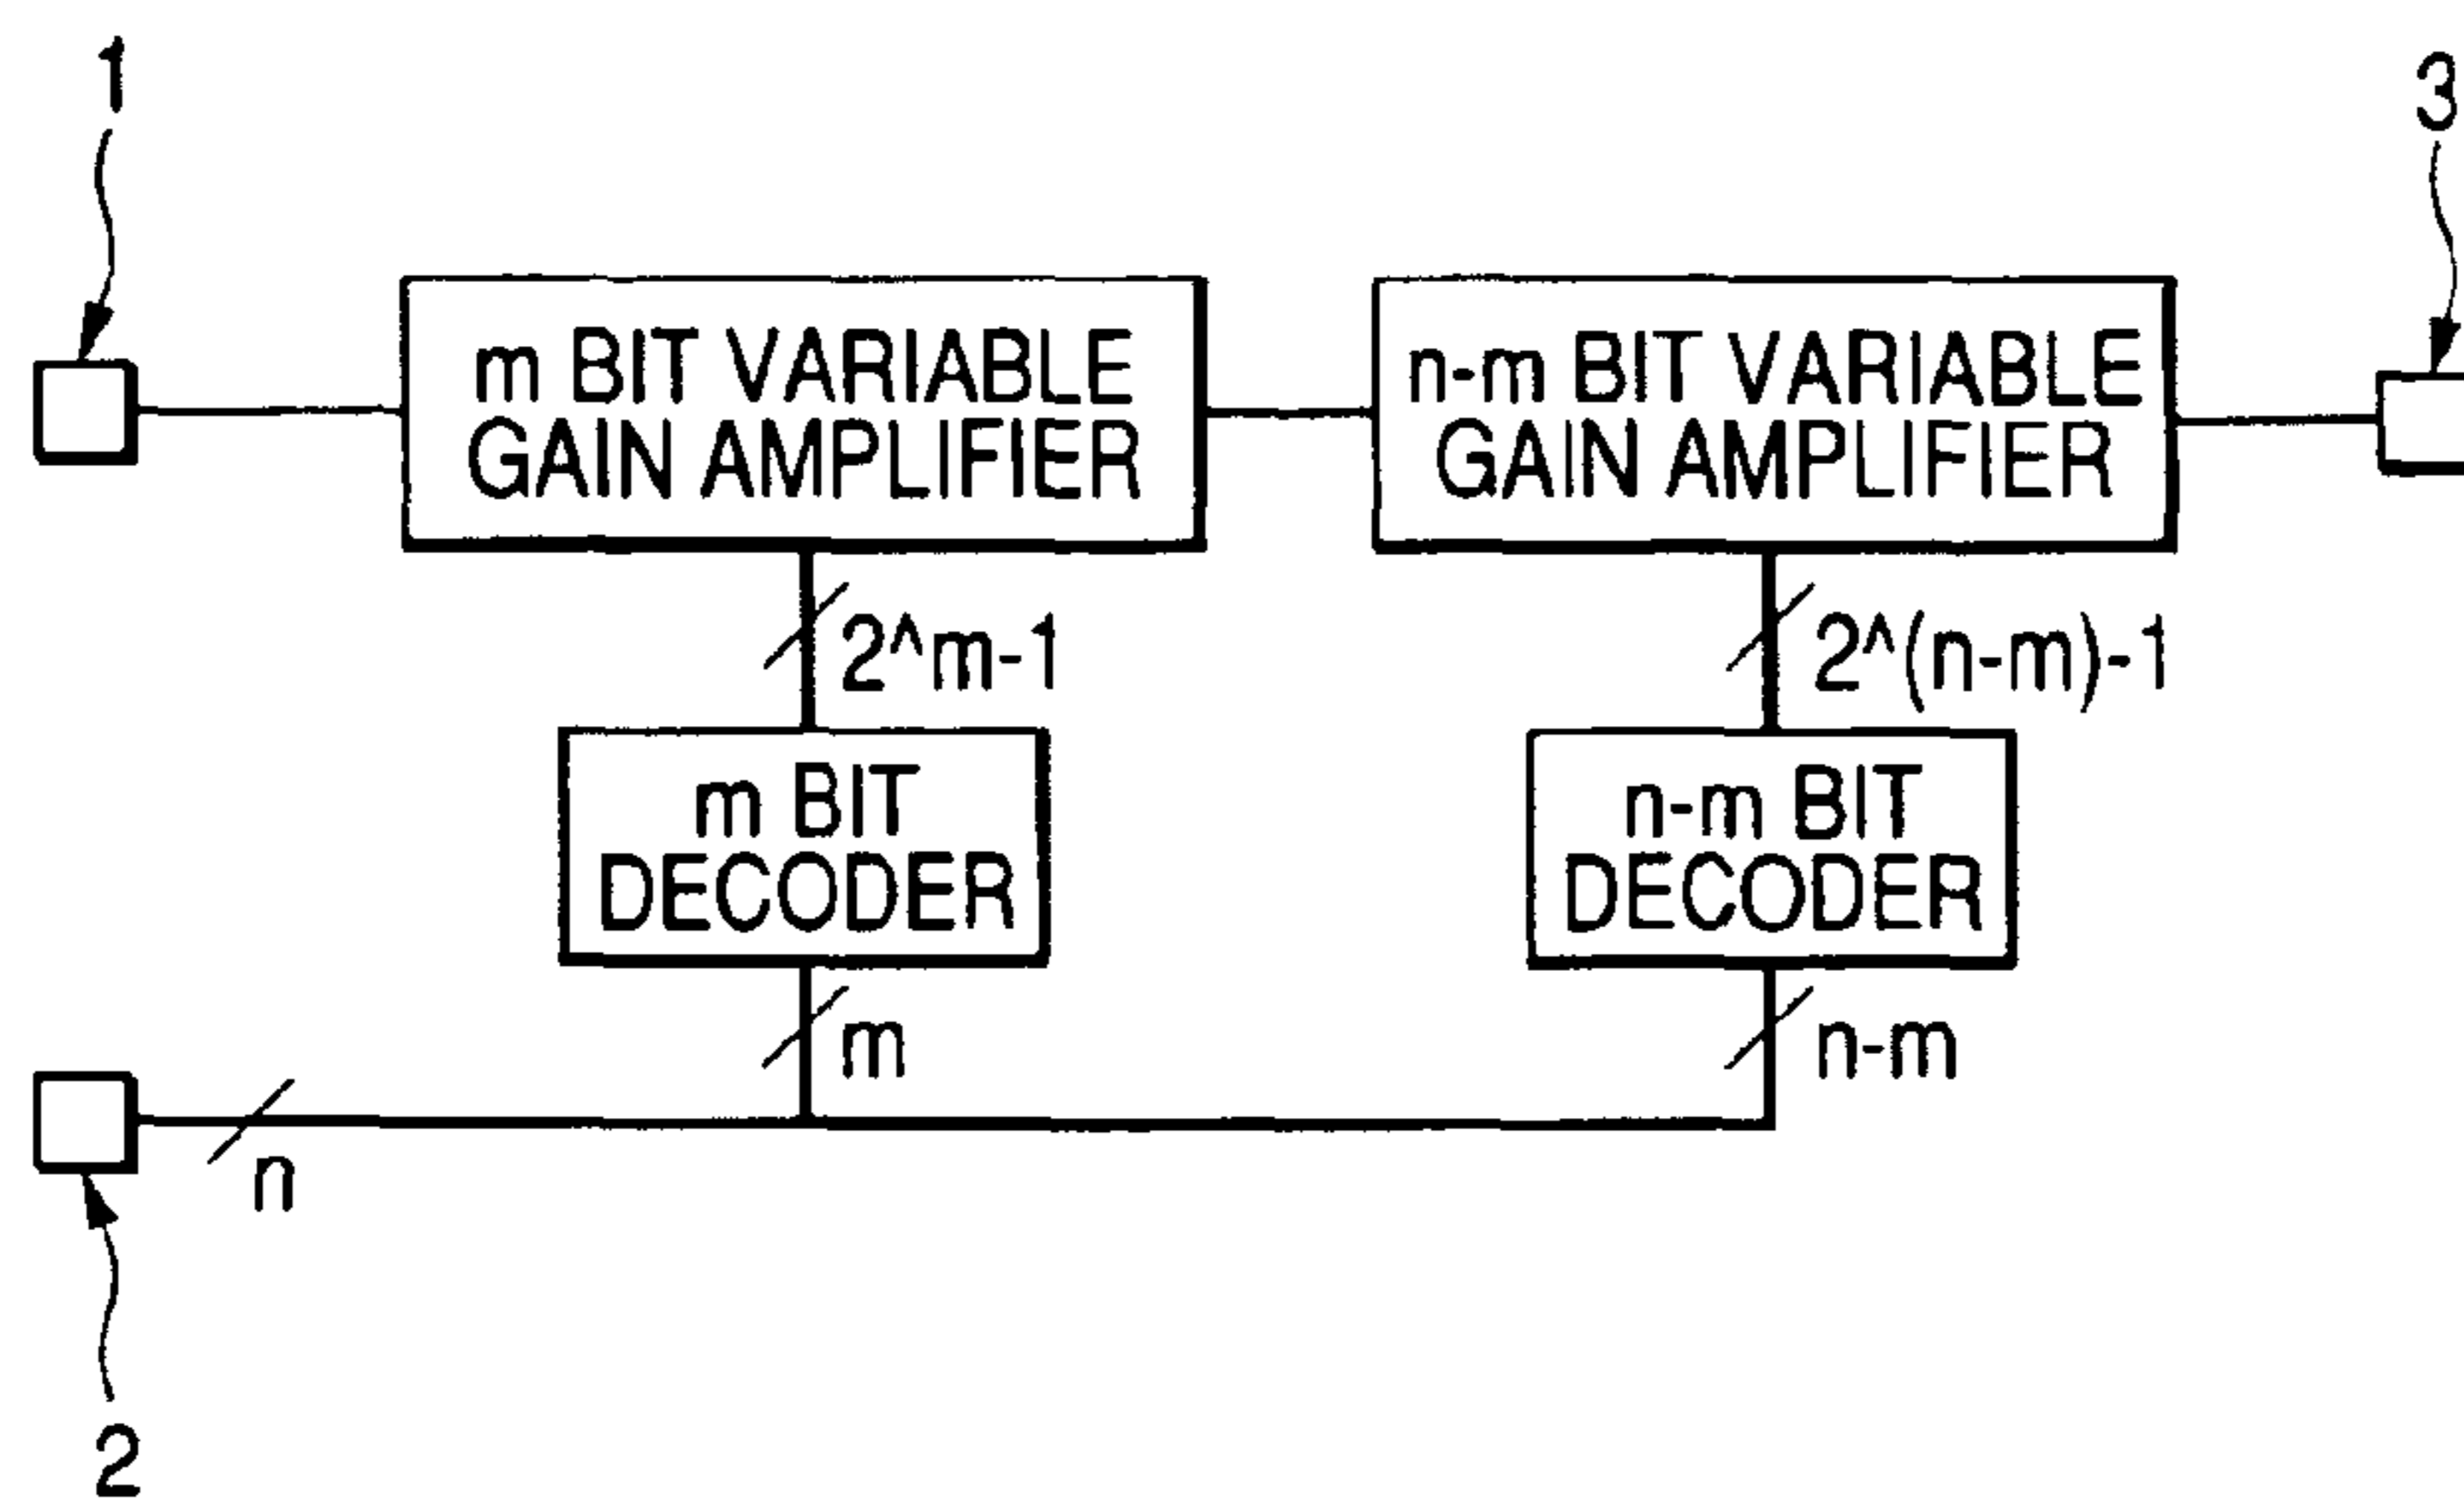 1
3
m BIT VARIABLE
GAIN AMPLIFIER
n-m BIT VARIABLE
GAIN AMPLIFIER
2^m-1
2^(n-m)-1
m BIT
DECODER
n-m BIT
DECODER
m
n-m
n
2